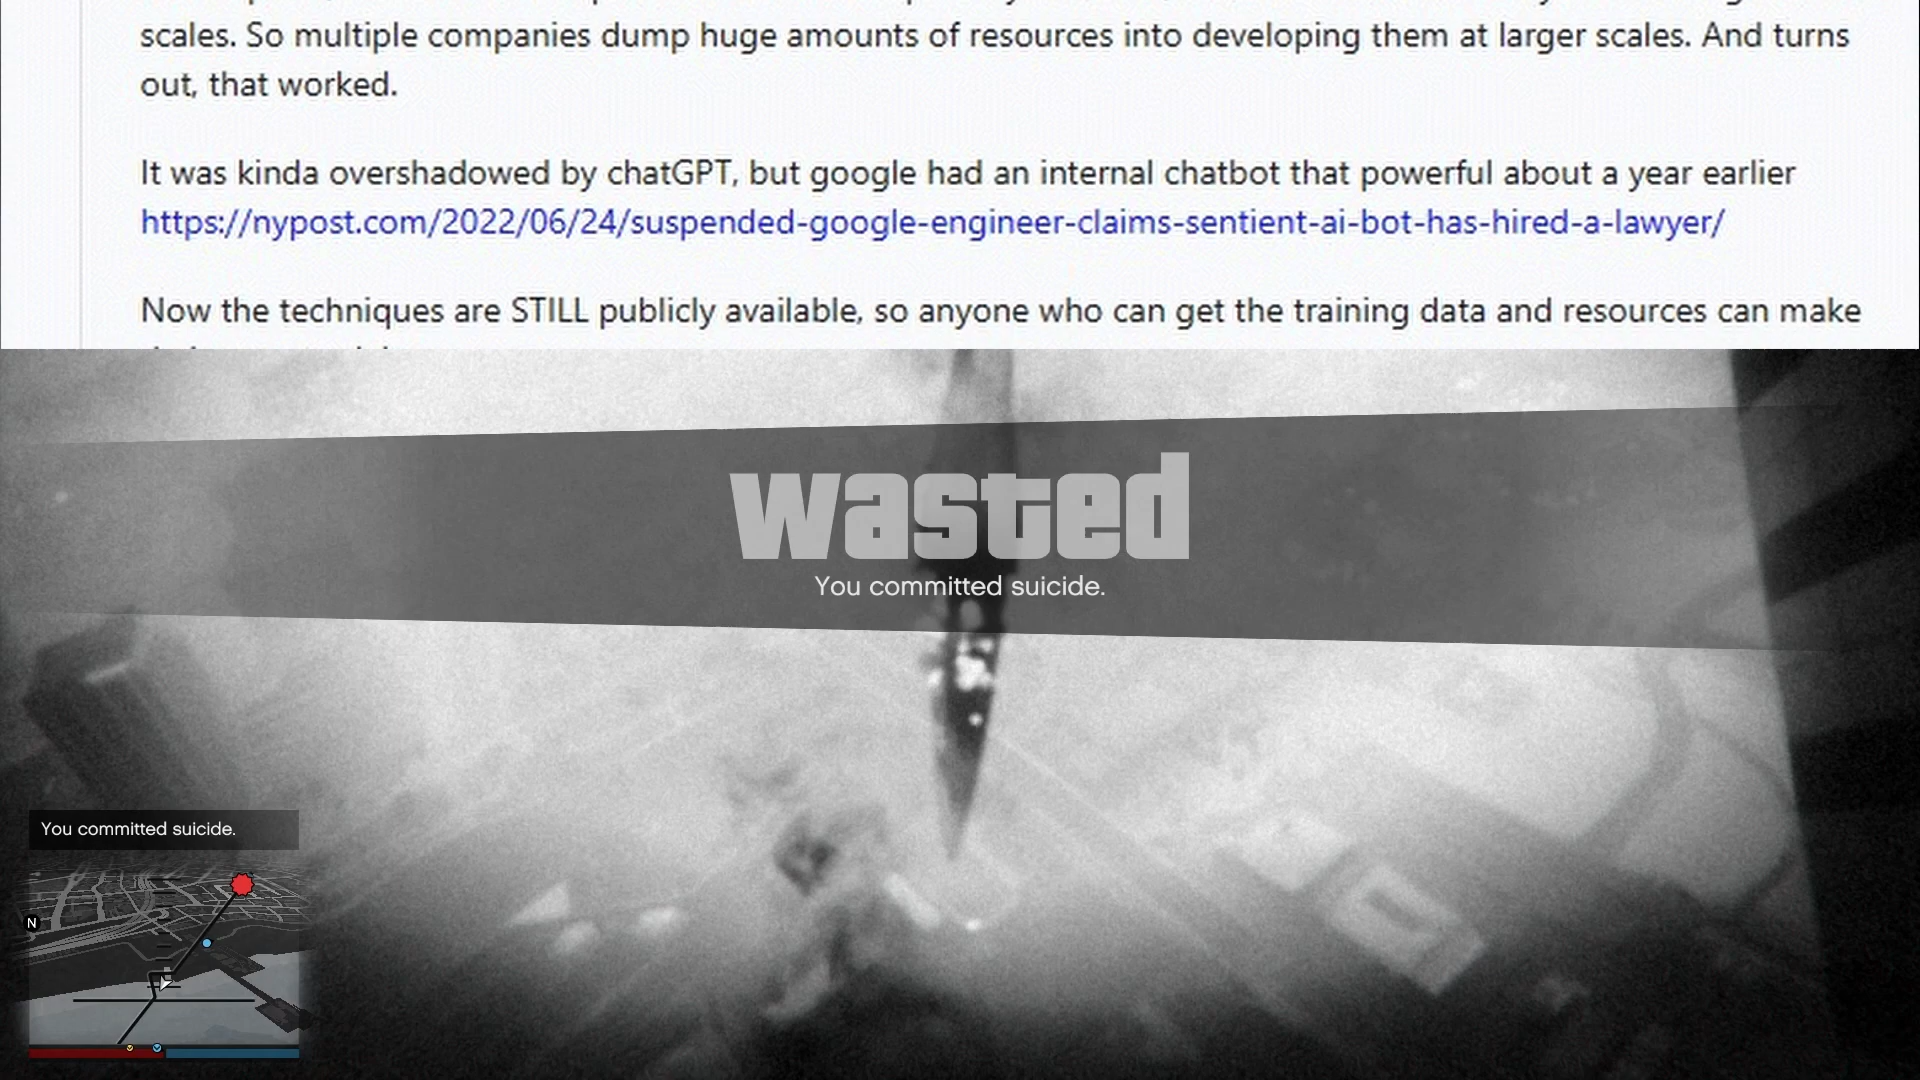 scales. So multiple companies dump huge amounts of resources into developing them at larger scales. And turns
out, that worked.
It was kinda overshadowed by chatGPT, but google had an internal chatbot that powerful about a year earlier
https://nypost.com/2022/06/24/suspended-google-engineer-claims-sentient-ai-bot-has-hired-a-lawyer/
Now the techniques are STILL publicly available, so anyone who can get the training data and resources can make
wasted
You committed suicide.
You committed suicide.
N